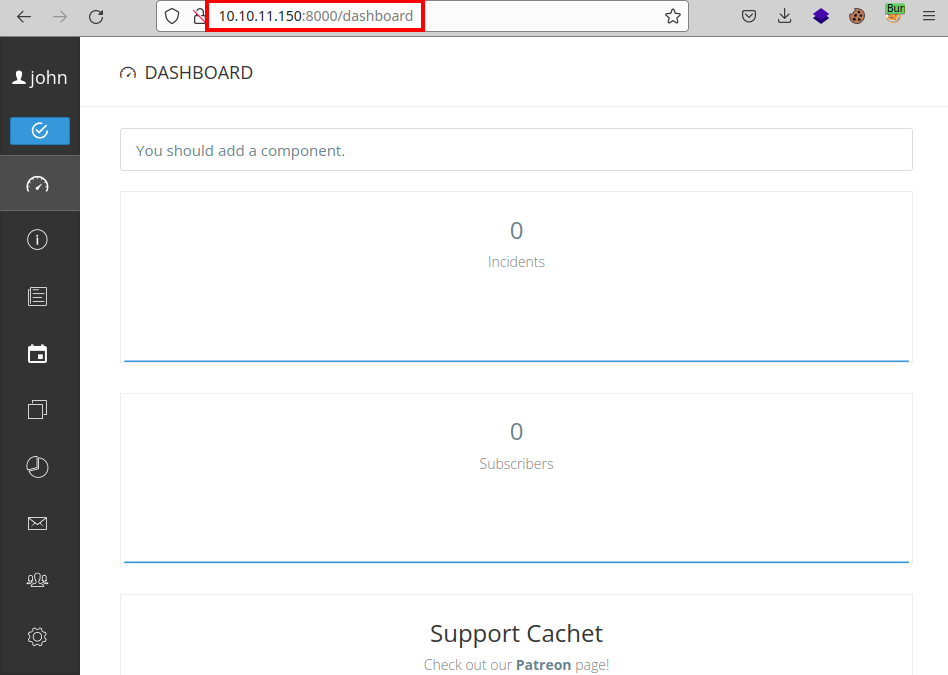 10.10.11.150:8000/dashboard
Bur
john
DASHBOARD
You should add a component.
0
Incidents
0
Subscribers
Support Cachet
Check out our Patreon page!